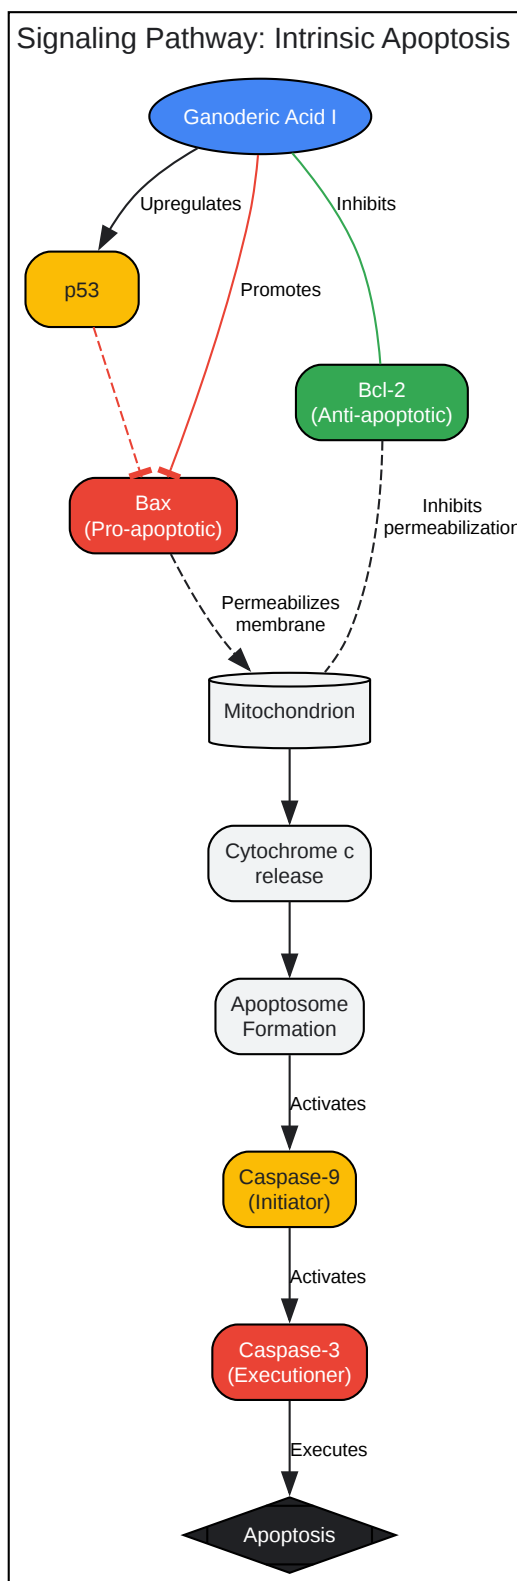 Signaling Pathway: Intrinsic Apoptosis
Ganoderic Acid I
Upregulates
Inhibits
p53
Promotes
Bcl-2
(Anti-apoptotic)
Bax
(Pro-apoptotic)
Inhibits
permeabilization
Permeabilizes
membrane
Mitochondrion
Cytochrome c
release
Apoptosome
Formation
Activates
Caspase-9
(Initiator)
Activates
Caspase-3
(Executioner)
Executes
Apoptosis